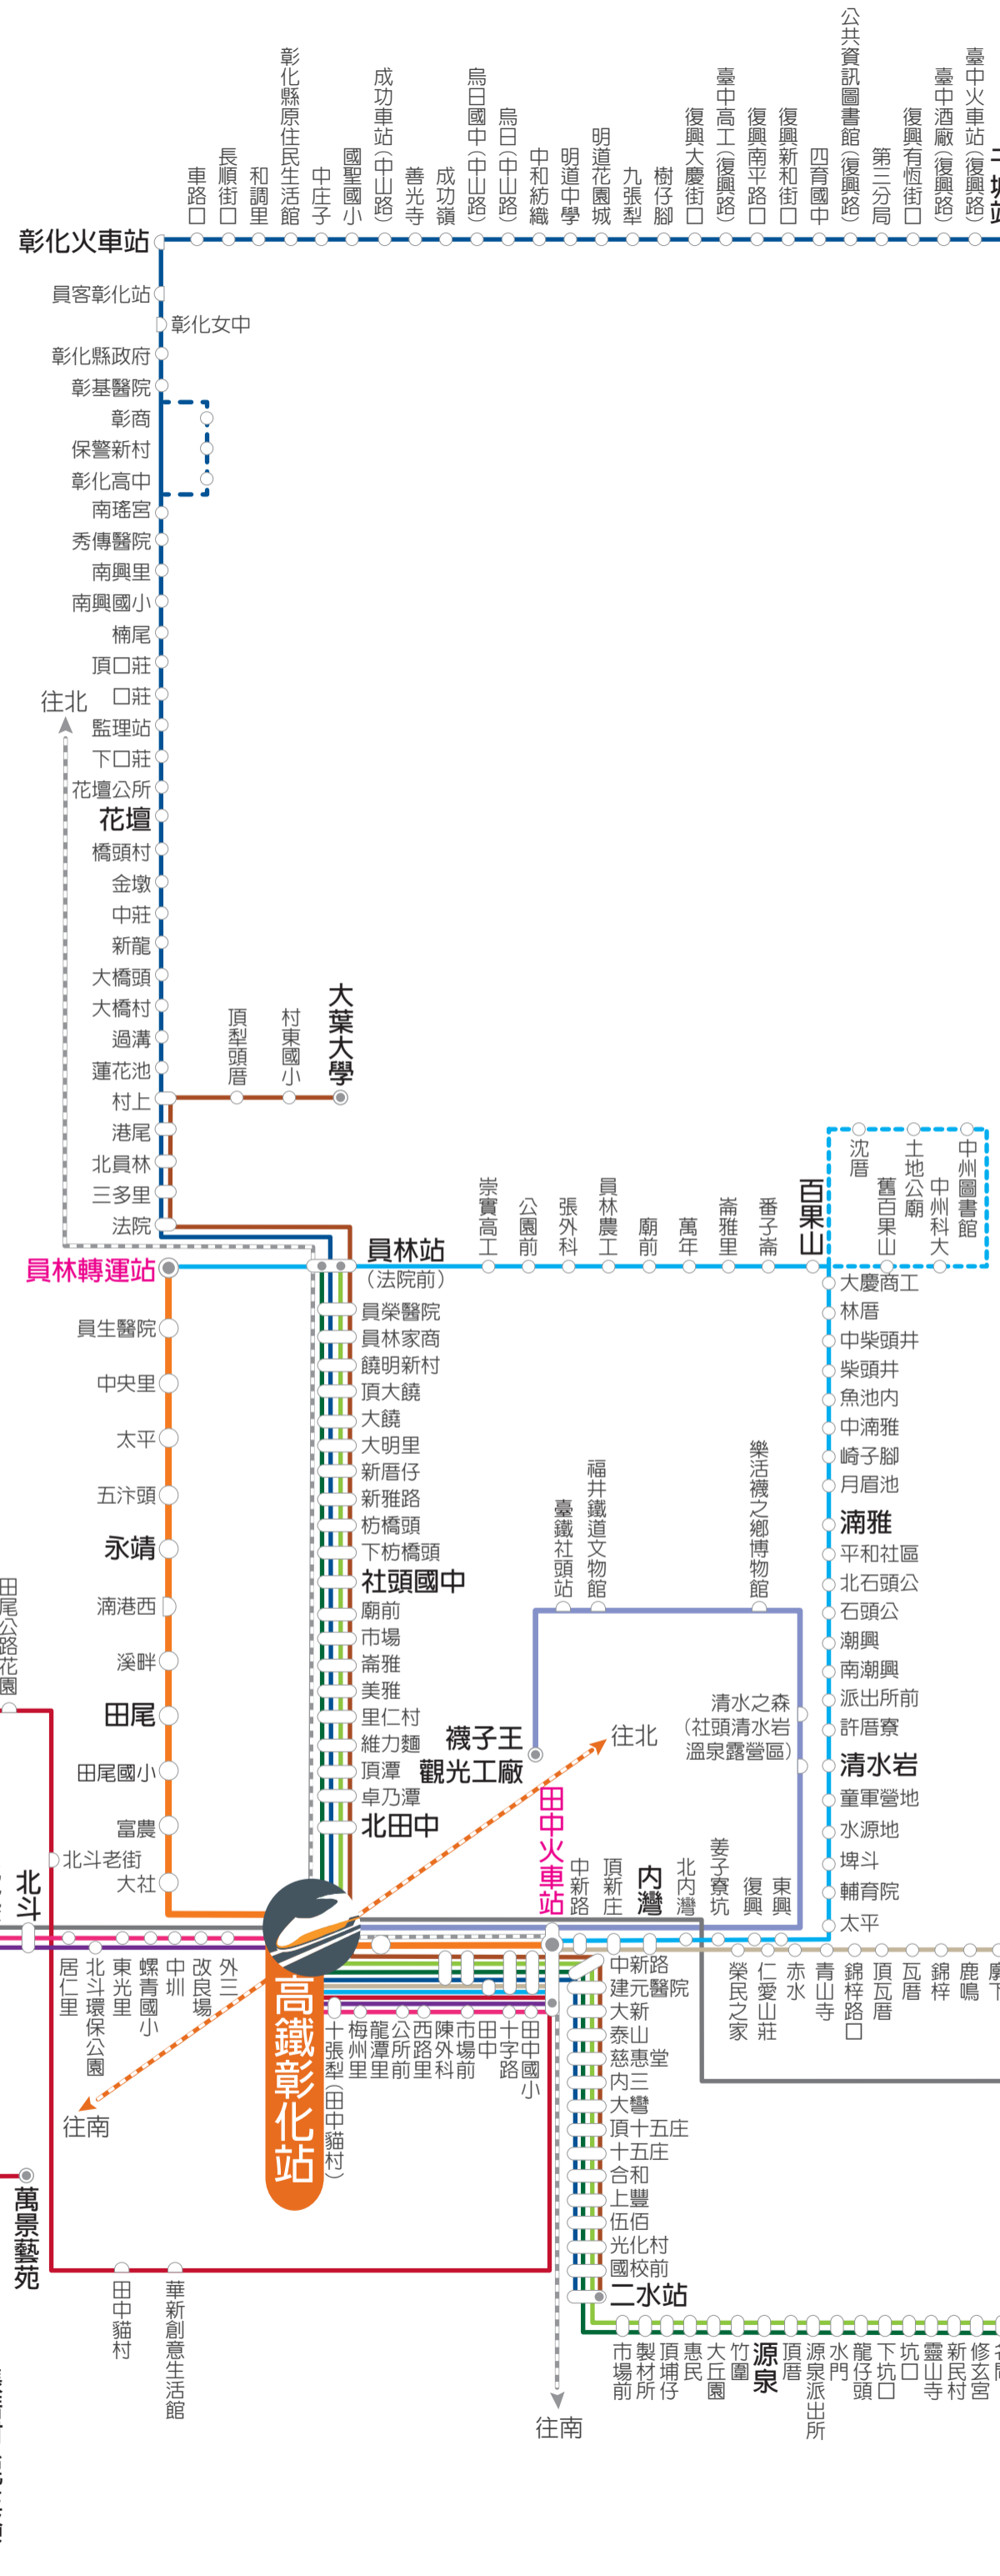 車路口
長順街口
和調里
彰化縣原住民生活館
中庄子
國聖國小
成功車站(中山路)
善光寺
成功嶺
烏日國中(中山路)
烏日(中山路)
中和紡織
明道中學
明道花園城
九張犁
樹仔腳
復興大慶街口
臺中高工(復興路)
復興南平路口
復興新和街口
四育國中
公共資訊圖書館(復興路)
第三分局
復興有恆街口
臺中酒廠(復興路)
臺中火車站(復興路)
彰化火車站
員客彰化站
彰化女中
彰化縣政府
彰基醫院
彰商
保警新村
彰化高中
南瑤宮
秀傳醫院
南興里
南興國小
楠尾
頂口莊
口莊
往北
監理站
下口莊
花壇公所
花壇
橋頭村
金墩
中莊
新龍
大橋頭
大橋村
過溝
蓮花池
村上
港尾
北員林
三多里
法院
頂犁頭厝
村東國小
大葉大學
員林轉運站
員林站
(法院前)
崇實高工
公園前
張外科
員林農工
廟前
萬年
崙雅里
番子崙
百果山
沈厝
舊百果山
土地公廟
中州科大
中州圖書館
員生醫院
中央里
太平
五汴頭
永靖
湳港西
溪畔
田尾
田尾國小
富農
大社
員榮醫院
員林家商
饒明新村
頂大饒
大饒
大明里
新厝仔
新雅路
枋橋頭
下枋橋頭
社頭國中
廟前
市場
崙雅
美雅
里仁村
維力麵
頂潭
卓乃潭
北田中
大慶商工
林厝
中柴頭井
柴頭井
魚池內
中湳雅
崎子腳
月眉池
湳雅
平和社區
北石頭公
石頭公
潮興
南潮興
派出所前
許厝寮
清水岩
童軍營地
水源地
埤斗
輔育院
太平
臺鐵社頭站
福井鐵道文物館
樂活襪之鄉博物館
清水之森
(社頭清水岩
溫泉露營區)
襪子王
觀光工廠
往北
田尾公路花園
北斗老街
北斗
居仁里
北斗環保公園
東光里
螺青國小
中圳
改良場
外三
往南
高鐵彰化站
十張犁(田中貓村)
梅州里
龍潭里
公所前
西路里
陳外科
市場前
田中
十字路
田中國小
田中火車站
中新路
頂新庄
內灣
北內灣
姜子寮坑
復興
東興
榮民之家
仁愛山莊
赤水
青山寺
錦梓路口
頂瓦厝
瓦厝
錦梓
鹿鳴
中新路
建元醫院
大新
泰山
慈惠堂
內三
大彎
頂十五庄
十五庄
合和
上豐
伍佰
光化村
國校前
二水站
萬景藝苑
田中貓村
華新創意生活館
市場前
製材所
頂埔仔
惠民
大丘園
竹圍
源泉
頂厝
源泉派出所
水門
龍仔頭
下坑口
坑口
靈山寺
新民村
修玄宮
往南